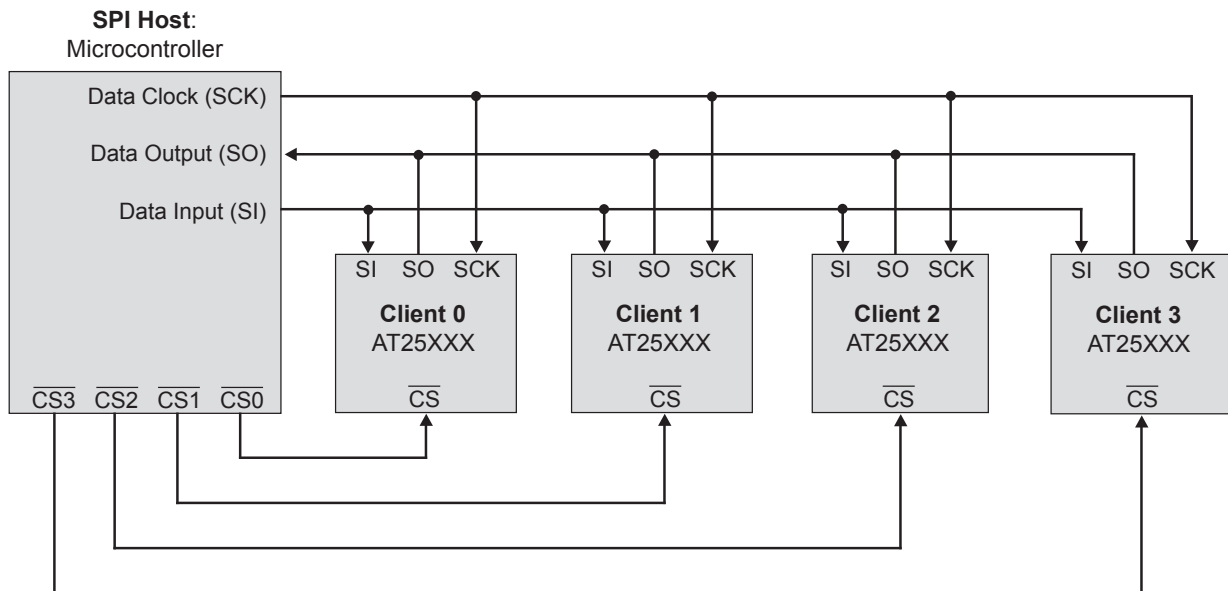 SPI Host:
Microcontroller
Data Clock (SCK)
Data Output (SO)
Data Input (SI)
CS3 CS2 CS1 CS0
SI SO SCK
Client 0
AT25XXX
CS
SI SO SCK
Client 1
AT25XXX
CS
SI SO SCK
Client 2
AT25XXX
CS
SI SO SCK
Client 3
AT25XXX
CS